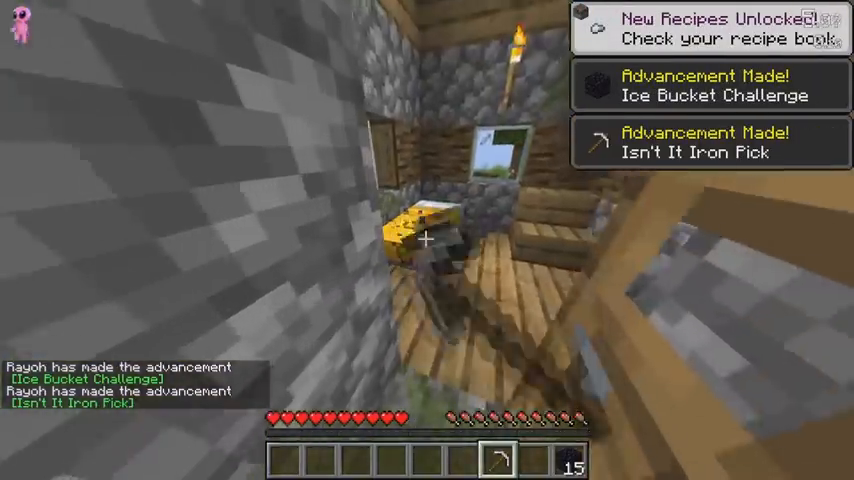 New Recipes Unlocked!
Check your recipe book
Advancement Made!
Ice Bucket Challenge
Advancement Made!
Isn't It Iron Pick
Rayoh has made the advancement
[Ice Bucket Challenge]
Rayoh has made the advancement
[Isn't It Iron Pick]
15